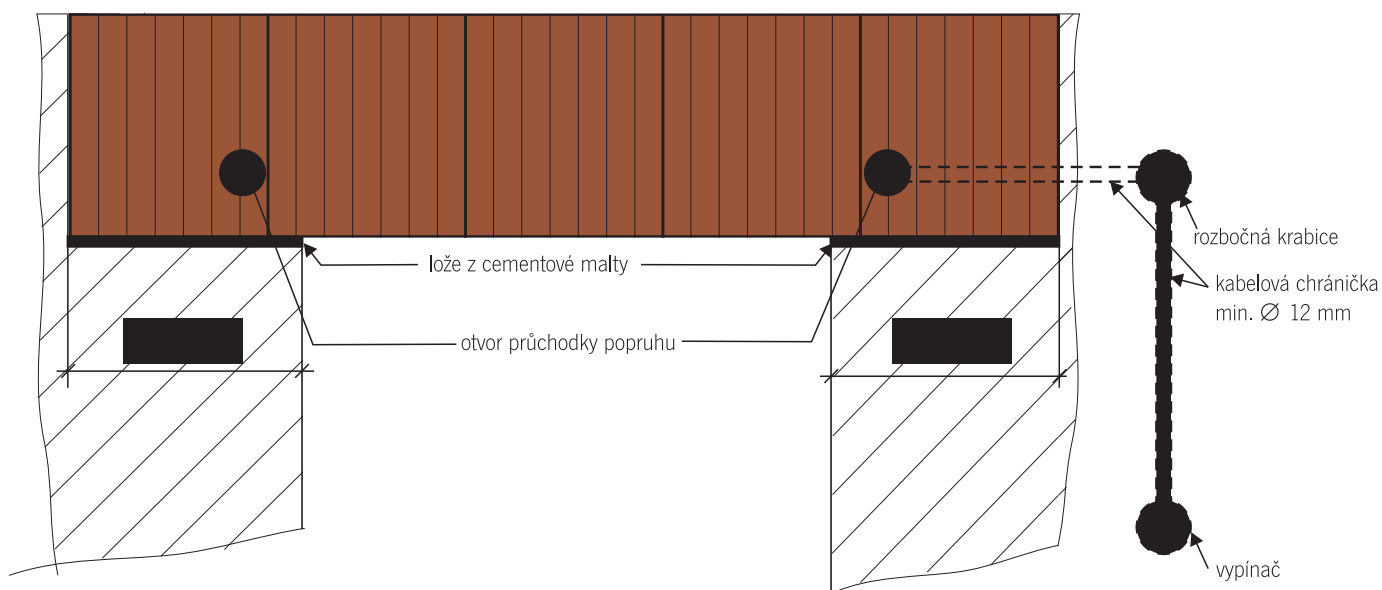 rozbočná krabice
lože z cementové malty
kabelová chránička
min. Ø 12 mm
otvor průchodky popruhu
vypínač